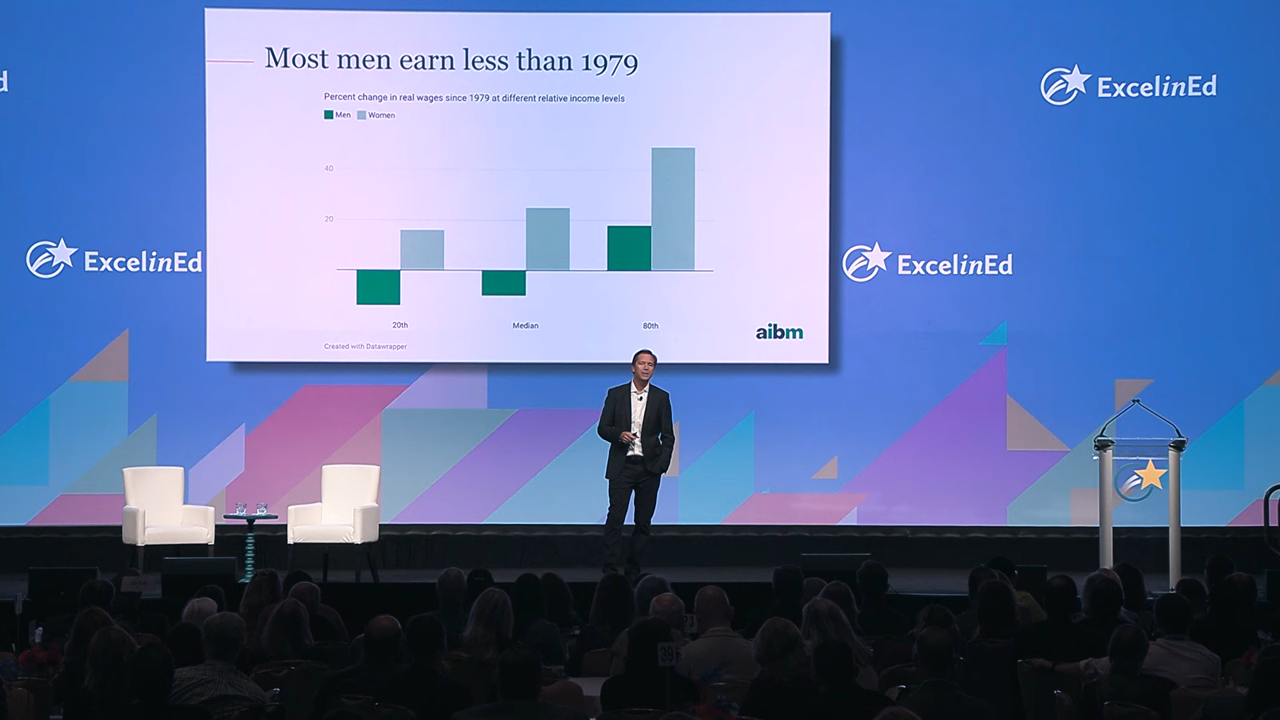 Most men earn less than 1979
Percent change in real wages since 1979 at different relative income levels
Men Women
40
20
20th Median 80th
Created with Datawrapper
aibm
d
ExcelinEd
ExcelinEd
ExcelinEd
39